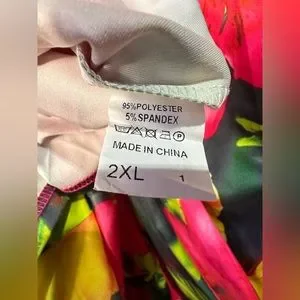 95%POLYESTER
5%SPANDEX
MADE IN CHINA
2XL 1